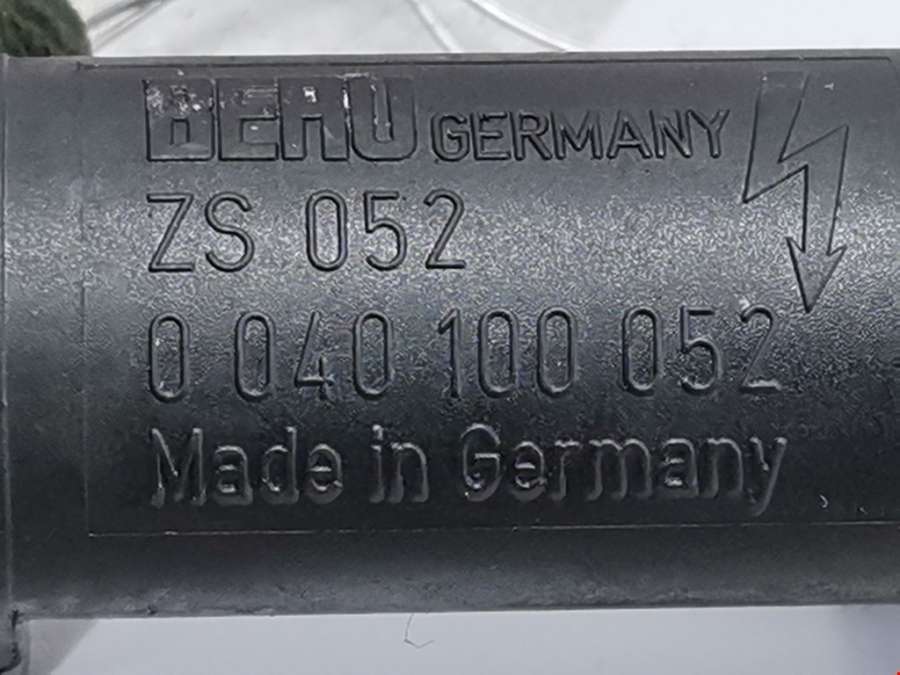 BERU GERMANY
ZS 052
0 040 100 052
Made in Germany